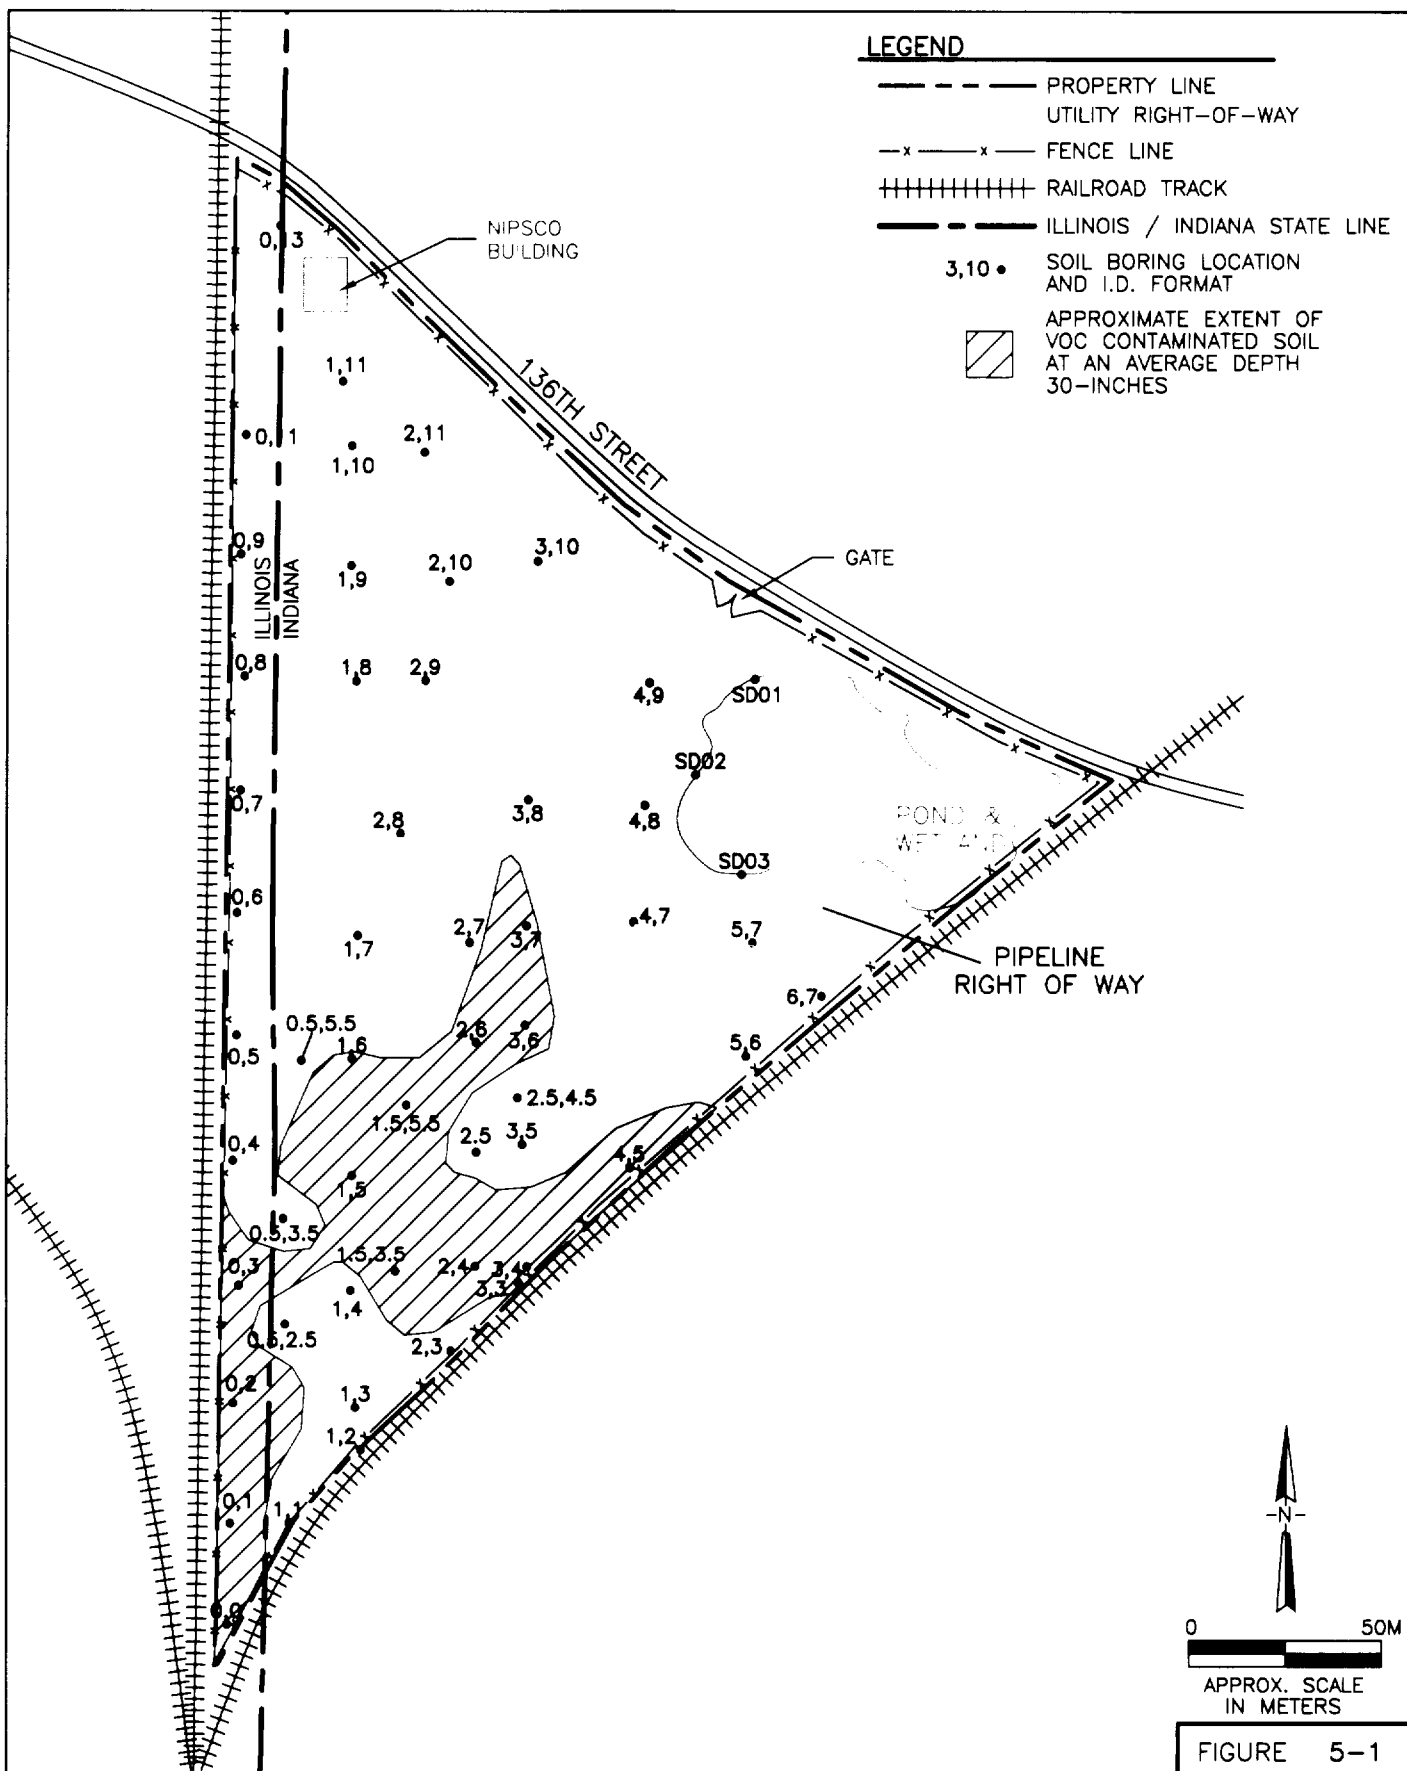 LEGEND
PROPERTY LINE
UTILITY RIGHT-OF-WAY
FENCE LINE
RAILROAD TRACK
ILLINOIS / INDIANA STATE LINE
3,10
SOIL BORING LOCATION
AND I.D. FORMAT
APPROXIMATE EXTENT OF
VOC CONTAMINATED SOIL
AT AN AVERAGE DEPTH
30-INCHES
NIPSCO
BUILDING
0,13
1,11
136TH STREET
0,11
1,10
2,11
0,9
ILLINOIS
INDIANA
1,9
2,10
3,10
GATE
0,8
1,8
2,9
4,9
SD01
SD02
0,7
2,8
3,8
4,8
POND &
WETLAND
SD03
0,6
1,7
2,7
3,7
4,7
5,7
PIPELINE
RIGHT OF WAY
6,7
0.5,5.5
0,5
1,6
2,6
3,6
5,6
1.5,5.5
2.5,4.5
0,4
2.5
3,5
4,5
1,5
0.5,3.5
0,3
1.5,3.5
2,4
3,4
3,3
1,4
0.5,2.5
2,3
0,2
1,3
1,2
0,1
1,1
0,0
-N-
0 50M
APPROX. SCALE
IN METERS
FIGURE 5-1